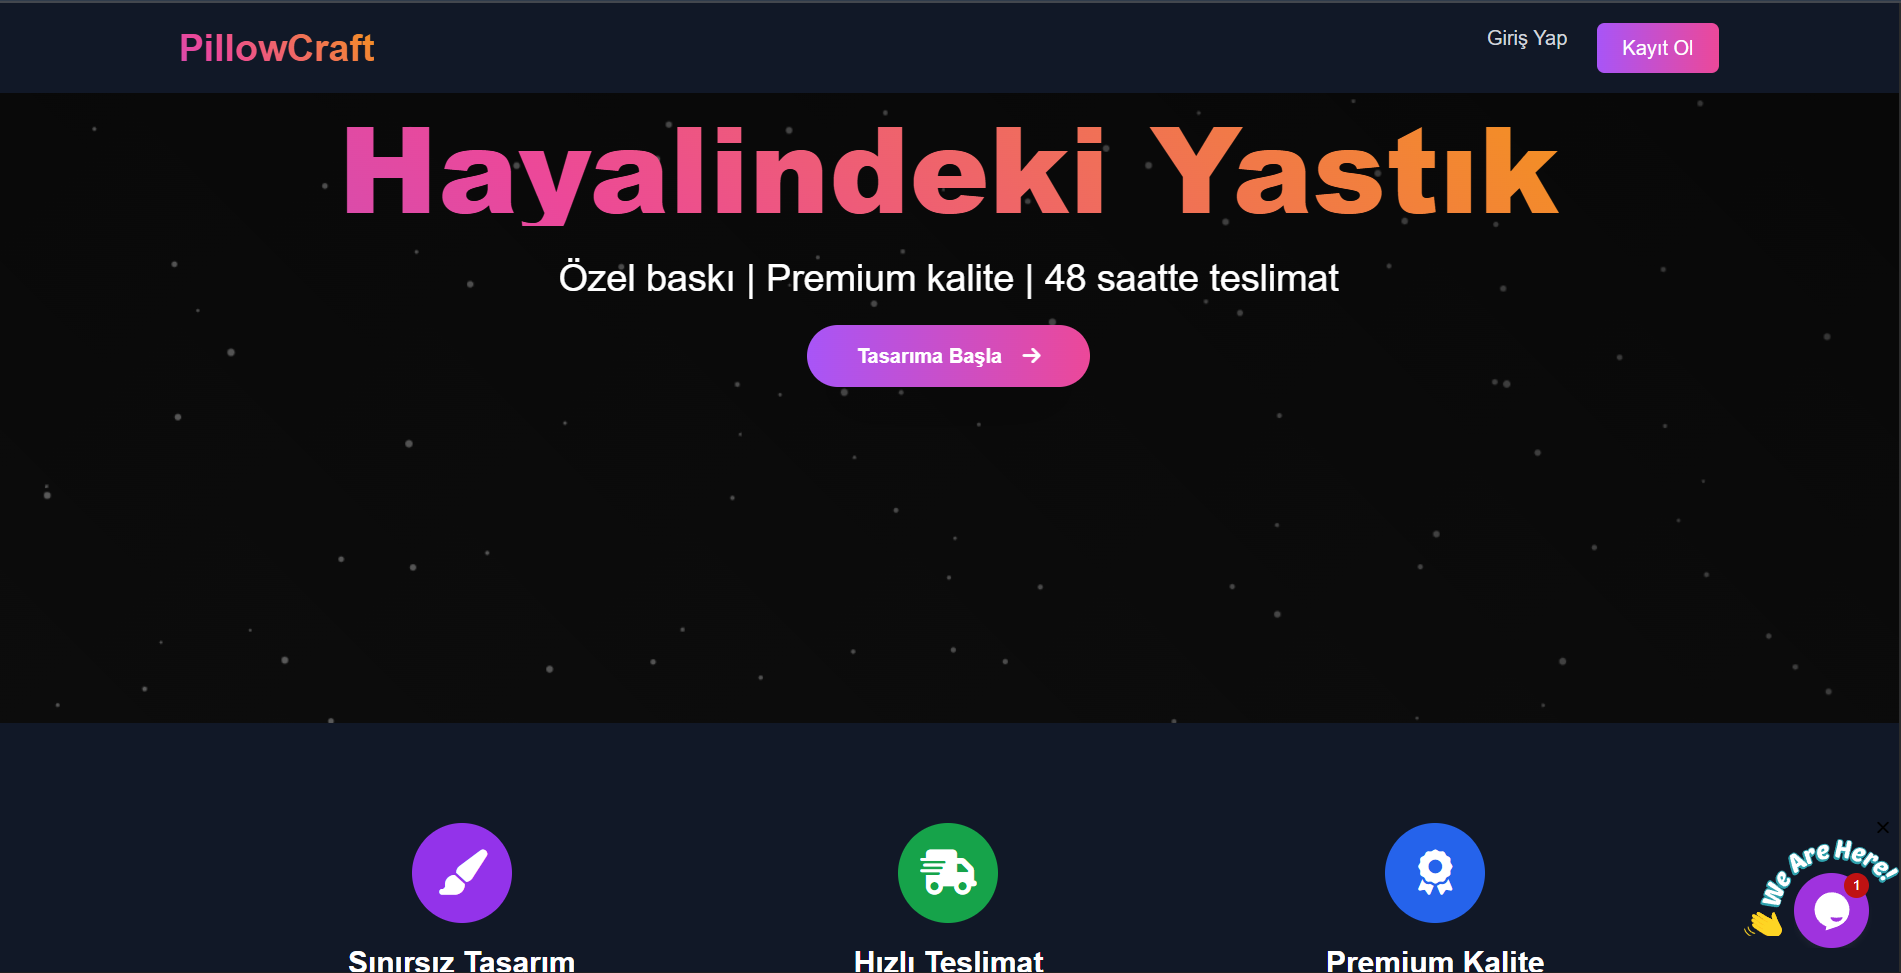 PillowCraft
Giriş Yap
Kayıt Ol
Hayalindeki Yastık
Özel baskı | Premium kalite | 48 saatte teslimat
Tasarıma Başla
Sınırsız Tasarım
Hızlı Teslimat
Premium Kalite
We Are Here!
1